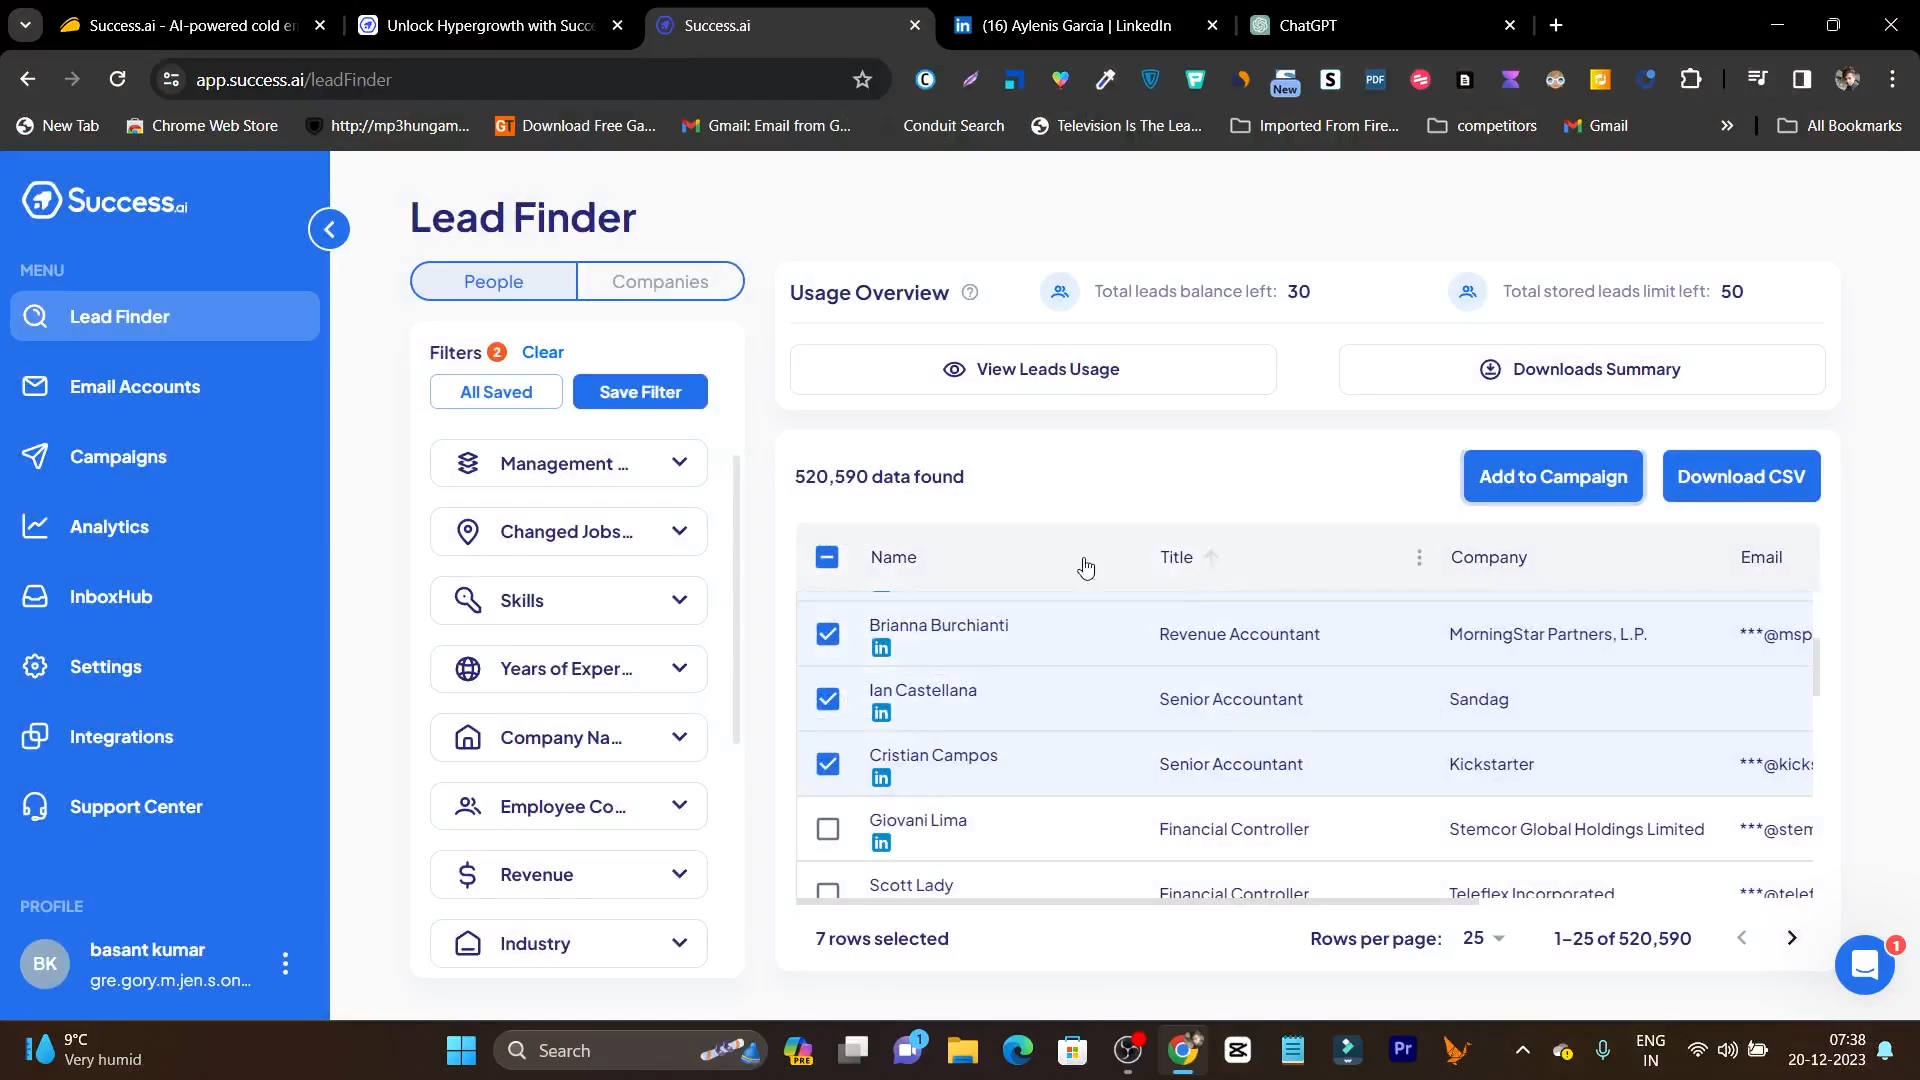 Success.ai - AI-powered cold en
Unlock Hypergrowth with Succe
Success.ai
(16) Aylenis Garcia | LinkedIn
ChatGPT
app.success.ai/leadFinder
New
PDF
New Tab
Chrome Web Store
http://mp3hungam...
Download Free Ga...
Gmail: Email from G...
Conduit Search
Television Is The Lea...
Imported From Fire...
competitors
Gmail
All Bookmarks
Success.ai
MENU
Lead Finder
Email Accounts
Campaigns
Analytics
InboxHub
Settings
Integrations
Support Center
PROFILE
BK
basant kumar
gre.gory.m.jen.s.on...
Lead Finder
People
Companies
Filters 2 Clear
All Saved
Save Filter
Management ...
Changed Jobs...
Skills
Years of Exper...
Company Na...
Employee Co...
Revenue
Industry
Usage Overview
Total leads balance left: 30
Total stored leads limit left: 50
View Leads Usage
Downloads Summary
520,590 data found
Add to Campaign
Download CSV
Name Title Company Email
Brianna Burchianti Revenue Accountant MorningStar Partners, L.P. ***@msp
Ian Castellana Senior Accountant Sandag
Cristian Campos Senior Accountant Kickstarter ***@kicks
Giovani Lima Financial Controller Stemcor Global Holdings Limited ***@stem
Scott Lady Financial Controller Teleflex Incorporated ***@telef
7 rows selected
Rows per page: 25
1–25 of 520,590
1
9°C
Very humid
Search
PRE
1
Pr
ENG
IN
07:38
20-12-2023